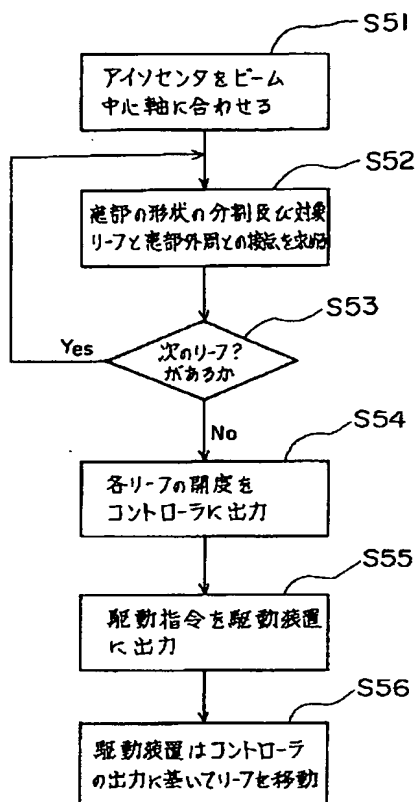 S51
アイソセンタをビーム
中心軸に合わせる
S52
患部の形状の分割及び対象
リーフと患部外周との接点を求める
S53
次のリーフ?
があるか
Yes
No
S54
各リーフの開度を
コントローラに出力
S55
駆動指令を駆動装置
に出力
S56
駆動装置はコントローラ
の出力に基いてリーフを移動